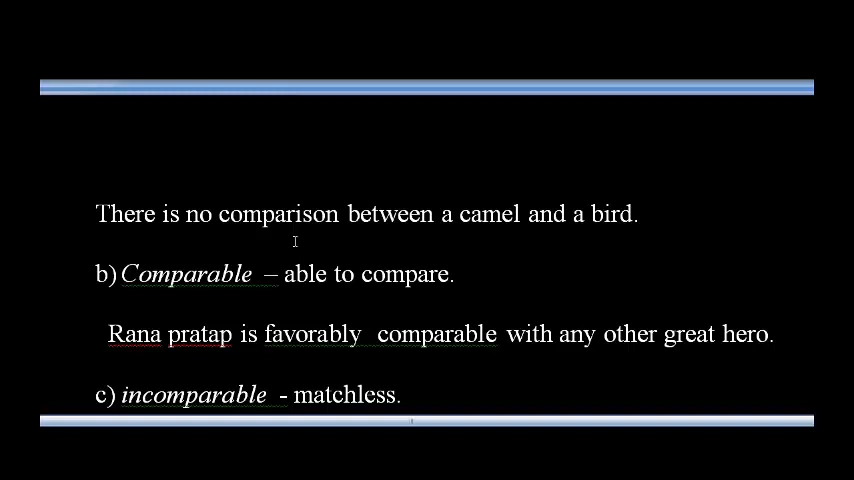 There is no comparison between a camel and a bird.
b) Comparable – able to compare.
Rana pratap is favorably comparable with any other great hero.
c) incomparable - matchless.